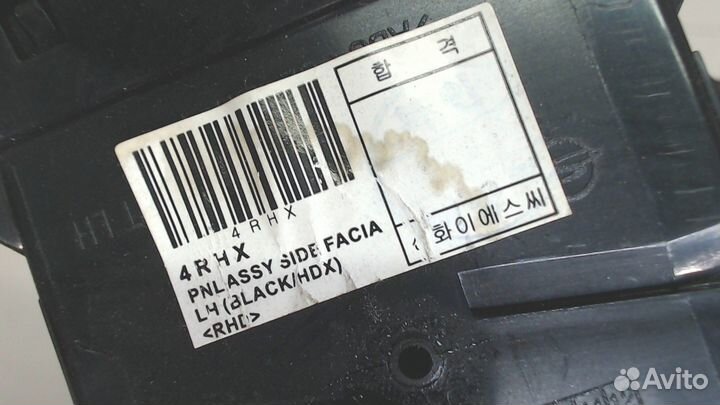 합 격
4RHX
4RHX
PNL ASSY SIDE FACIA
LH (BLACK/HDX)
<RHD>
화이에스씨
Avito